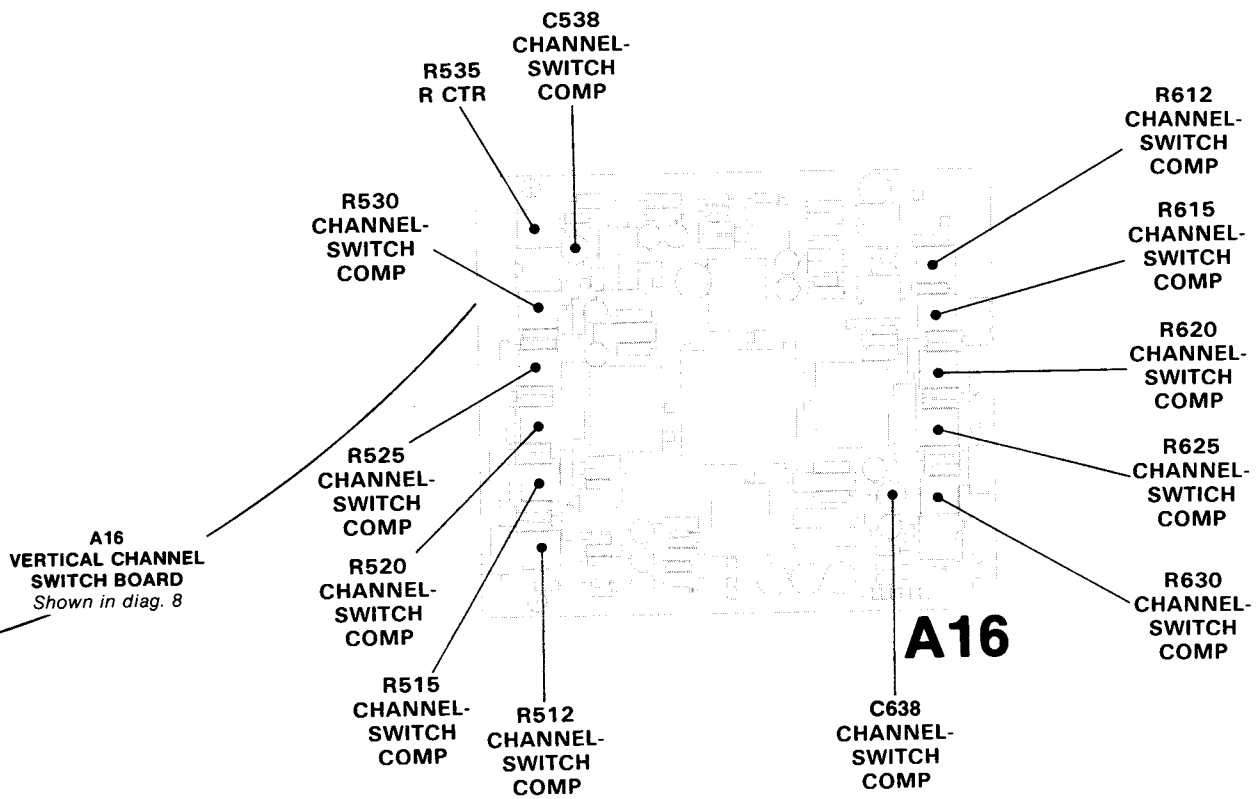 C538
CHANNEL-
SWITCH
COMP
R535
R CTR
R530
CHANNEL-
SWITCH
COMP
R612
CHANNEL-
SWITCH
COMP
R615
CHANNEL-
SWITCH
COMP
R620
CHANNEL-
SWITCH
COMP
R625
CHANNEL-
SWTICH
COMP
R630
CHANNEL-
SWITCH
COMP
R525
CHANNEL-
SWITCH
COMP
A16
VERTICAL CHANNEL
SWITCH BOARD
Shown in diag. 8
R520
CHANNEL-
SWITCH
COMP
R515
CHANNEL-
SWITCH
COMP
R512
CHANNEL-
SWITCH
COMP
A16
C638
CHANNEL-
SWITCH
COMP